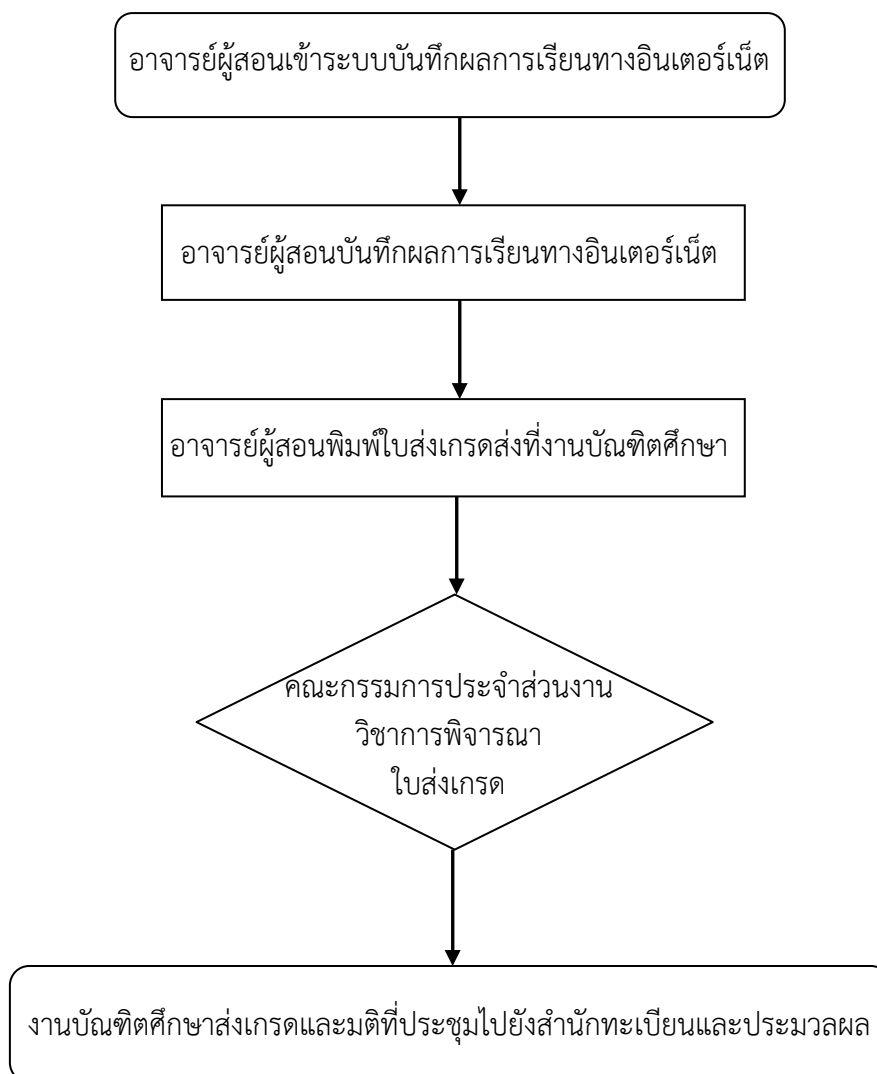 อาจารย์ผู้สอนเข้าระบบบันทึกผลการเรียนทางอินเตอร์เน็ต
อาจารย์ผู้สอนบันทึกผลการเรียนทางอินเตอร์เน็ต
อาจารย์ผู้สอนพิมพ์ใบส่งเกรดส่งที่งานบัณฑิตศึกษา
คณะกรรมการประจำส่วนงาน
วิชาการพิจารณา
ใบส่งเกรด
งานบัณฑิตศึกษาส่งเกรดและมติที่ประชุมไปยังสำนักทะเบียนและประมวลผล